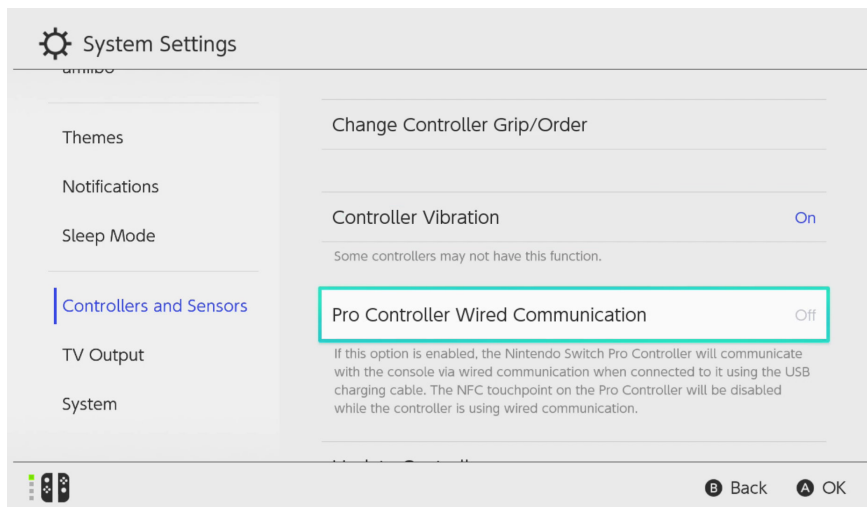 System Settings
amiibo
Themes
Notifications
Sleep Mode
Controllers and Sensors
TV Output
System
Change Controller Grip/Order
Controller Vibration On
Some controllers may not have this function.
Pro Controller Wired Communication Off
If this option is enabled, the Nintendo Switch Pro Controller will communicate
with the console via wired communication when connected to it using the USB
charging cable. The NFC touchpoint on the Pro Controller will be disabled
while the controller is using wired communication.
B Back A OK